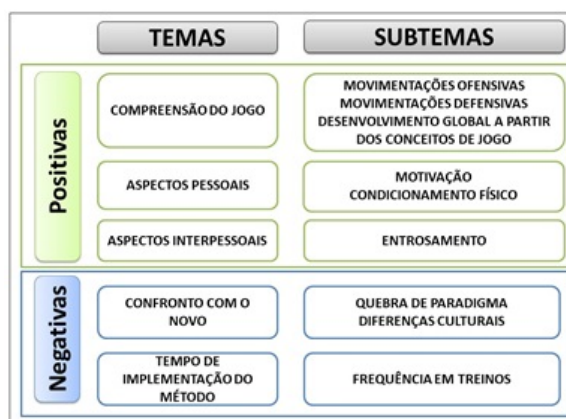 TEMAS
SUBTEMAS
Positivas
COMPREENSÃO DO JOGO
MOVIMENTAÇÕES OFENSIVAS
MOVIMENTAÇÕES DEFENSIVAS
DESENVOLVIMENTO GLOBAL A PARTIR
DOS CONCEITOS DE JOGO
ASPECTOS PESSOAIS
MOTIVAÇÃO
CONDICIONAMENTO FÍSICO
ASPECTOS INTERPESSOAIS
ENTROSAMENTO
Negativas
CONFRONTO COM O
NOVO
QUEBRA DE PARADIGMA
DIFERENÇAS CULTURAIS
TEMPO DE
IMPLEMENTAÇÃO DO
MÉTODO
FREQUÊNCIA EM TREINOS